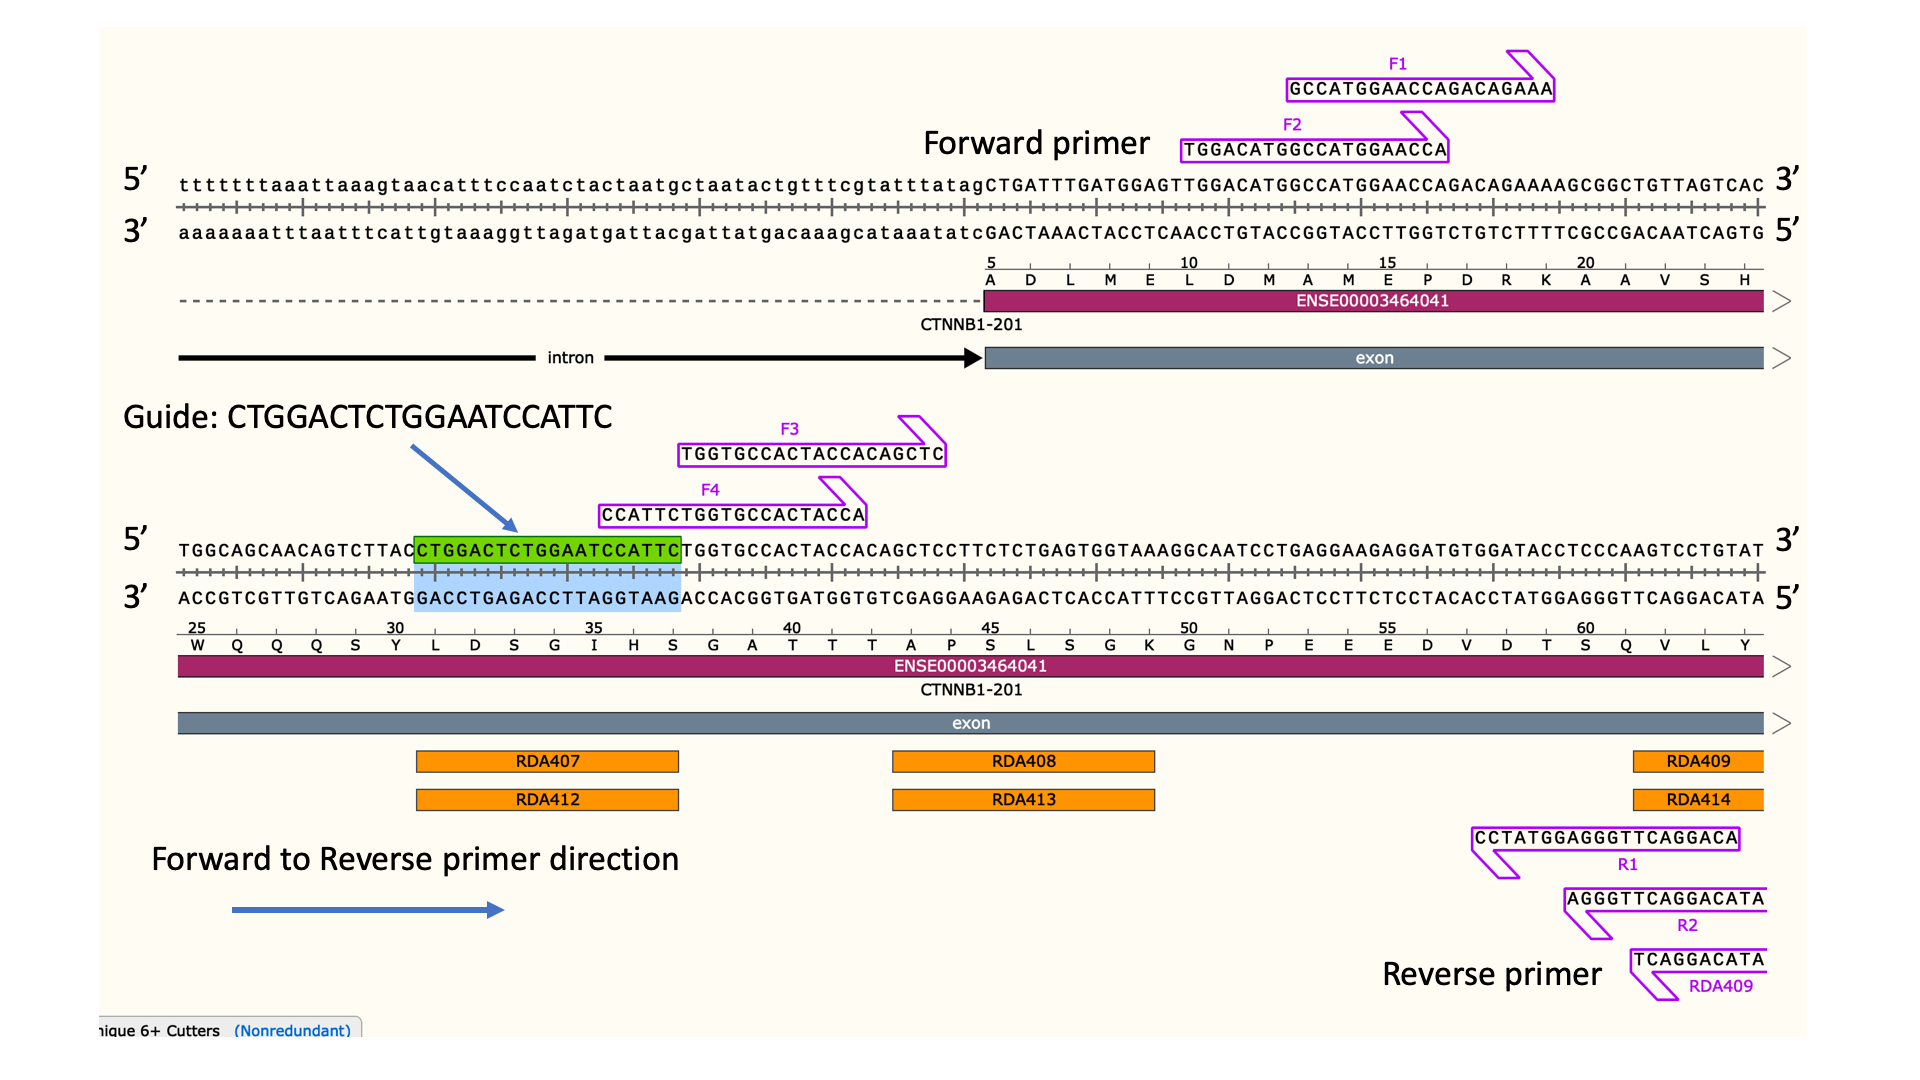 F1
GCCATGGAACCAGACAGAAA
Forward primer
F2
TGGACATGGCCATGGAACCA
5’ tttttttaaattaaagtaacatttccaatctactaatgctaatactgtttcgtatttatagCTGATTTGATGGAGTTGGACATGGCCATGGAACCAGACAGAAAAGCGGCTGTTAGTCAC 3’
3’ aaaaaaatttaatttcattgtaaaggttagatgattacgattatgacaaagcataaatatcGACTAAACTACCTCAACCTGTACCGGTACCTTGGTCTGTCTTTTCGCCGACAATCAGTG 5’
5 10 15 20
A D L M E L D M A M E P D R K A A V S H
ENSE00003464041
CTNNB1-201
intron exon
Guide: CTGGACTCTGGAATCCATTC
F3
TGGTGCCACTACCACAGCTC
F4
CCATTCTGGTGCCACTACCA
5’ TGGCAGCAACAGTCTTACCTGGACTCTGGAATCCATTCTGGTGCCACTACCACAGCTCCTTCTCTGAGTGGTAAAGGCAATCCTGAGGAAGAGGATGTGGATACCTCCCAAGTCCTGTAT 3’
3’ ACCGTCGTTGTCAGAATGGACCTGAGACCTTAGGTAAGACCACGGTGATGGTGTCGAGGAAGAGACTCACCATTTCCGTTAGGACTCCTTCTCCTACACCTATGGAGGGTTCAGGACATA 5’
25 30 35 40 45 50 55 60
W Q Q Q S Y L D S G I H S G A T T T A P S L S G K G N P E E E D V D T S Q V L Y
ENSE00003464041
CTNNB1-201
exon
RDA407 RDA408 RDA409
RDA412 RDA413 RDA414
CCTATGGAGGGTTCAGGACA
R1
Forward to Reverse primer direction
AGGGTTCAGGACATA
R2
TCAGGACATA
Reverse primer
RDA409
nique 6+ Cutters (Nonredundant)